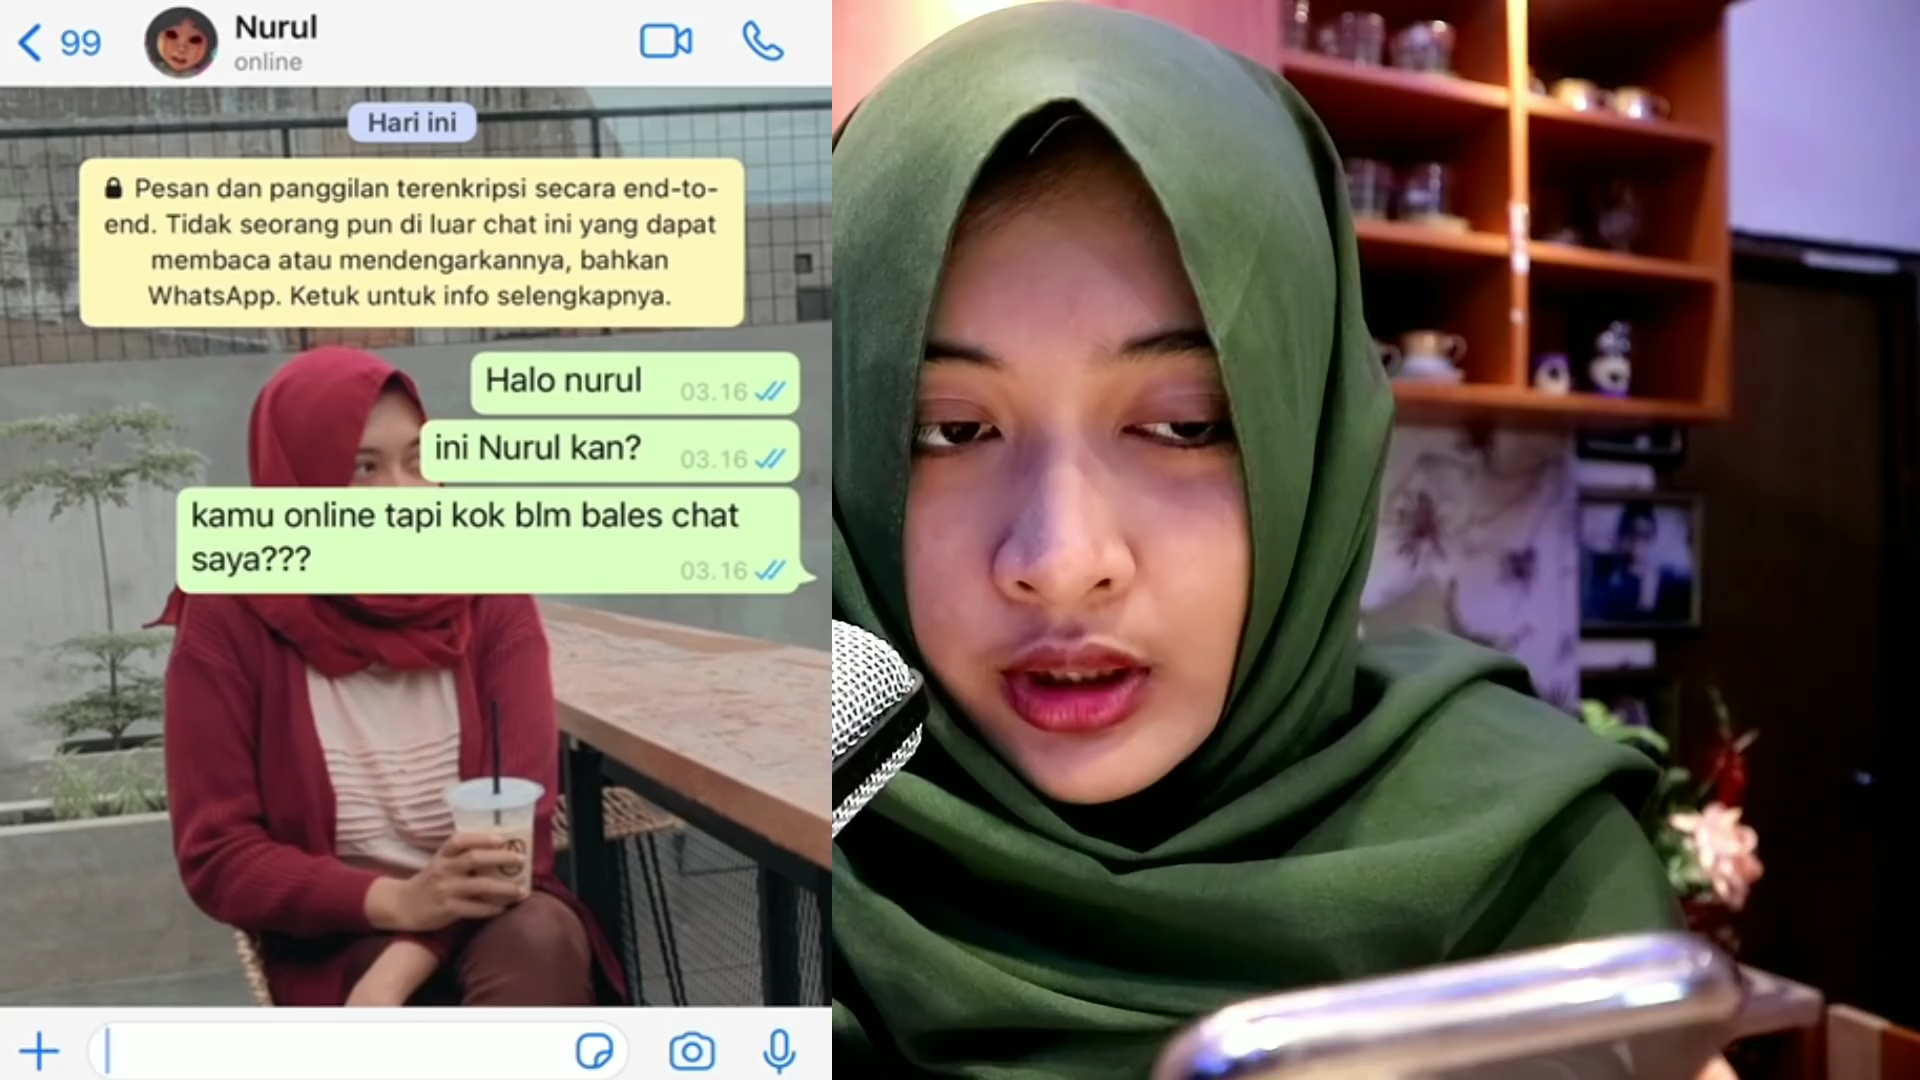 99
Nurul
online
Hari ini
Pesan dan panggilan terenkripsi secara end-to-
end. Tidak seorang pun di luar chat ini yang dapat
membaca atau mendengarkannya, bahkan
WhatsApp. Ketuk untuk info selengkapnya.
Halo nurul 03.16
ini Nurul kan? 03.16
kamu online tapi kok blm bales chat
saya??? 03.16